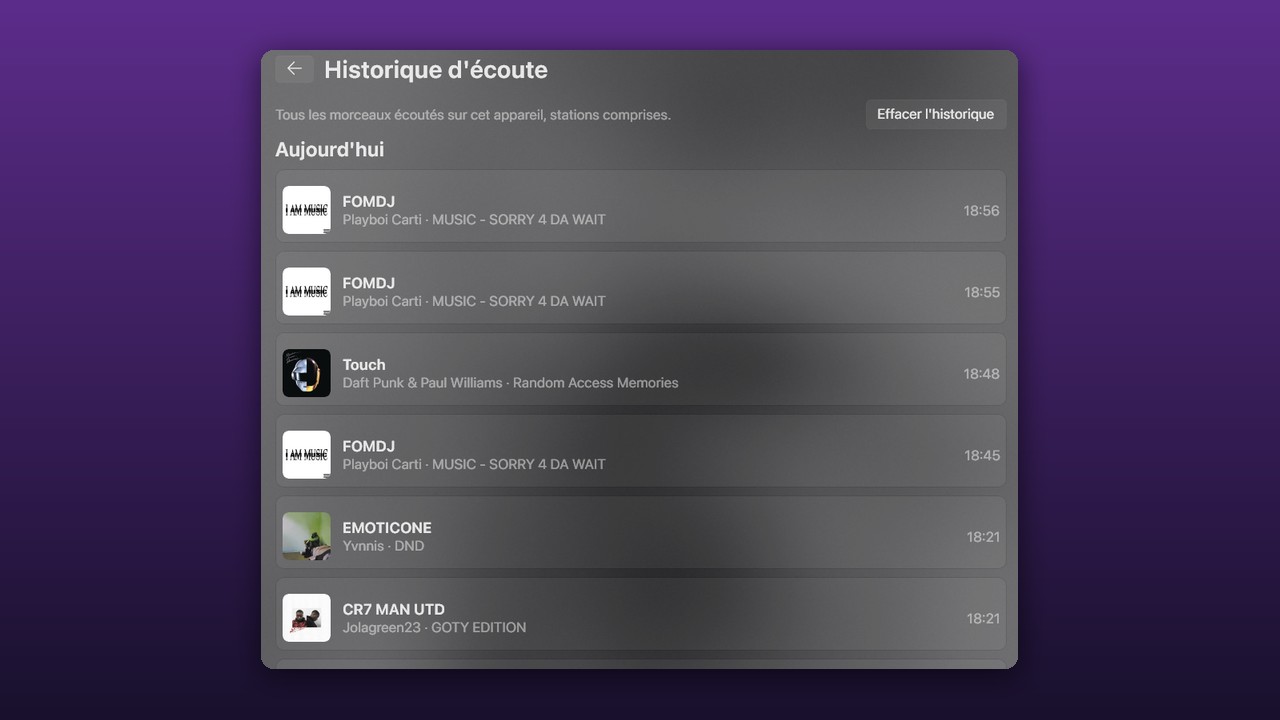 Historique d'écoute
Tous les morceaux écoutés sur cet appareil, stations comprises.
Effacer l'historique
Aujourd'hui
I AM MUSIC
FOMDJ
Playboi Carti · MUSIC - SORRY 4 DA WAIT
18:56
I AM MUSIC
FOMDJ
Playboi Carti · MUSIC - SORRY 4 DA WAIT
18:55
Touch
Daft Punk & Paul Williams · Random Access Memories
18:48
I AM MUSIC
FOMDJ
Playboi Carti · MUSIC - SORRY 4 DA WAIT
18:45
EMOTICONE
Yvnnis · DND
18:21
CR7 MAN UTD
Jolagreen23 · GOTY EDITION
18:21